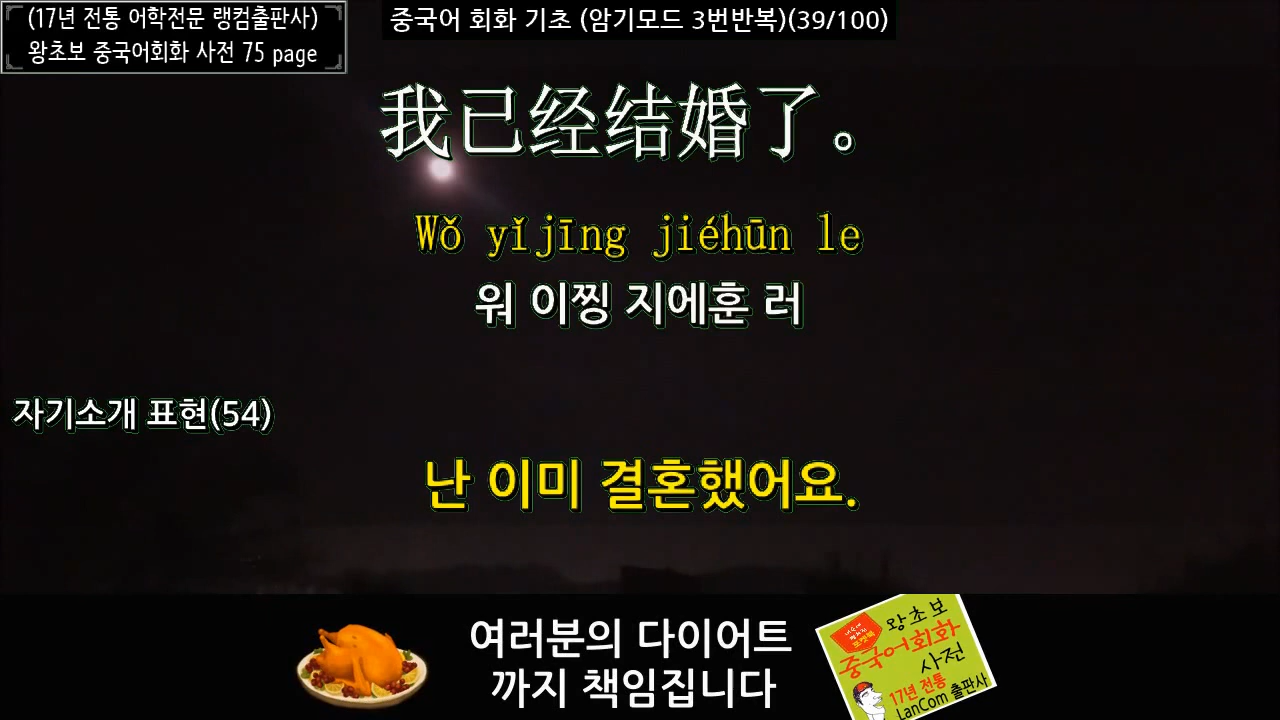 (17년 전통 어학전문 랭컴출판사)
왕초보 중국어회화 사전 75 page
중국어 회화 기초 (암기모드 3번반복)(39/100)
我已经结婚了。
Wǒ yǐjīng jiéhūn le
워 이찡 지에훈 러
자기소개 표현(54)
난 이미 결혼했어요.
여러분의 다이어트
까지 책임집니다
왕초보
중국어회화
사전
17년 전통
LanCom 출판사